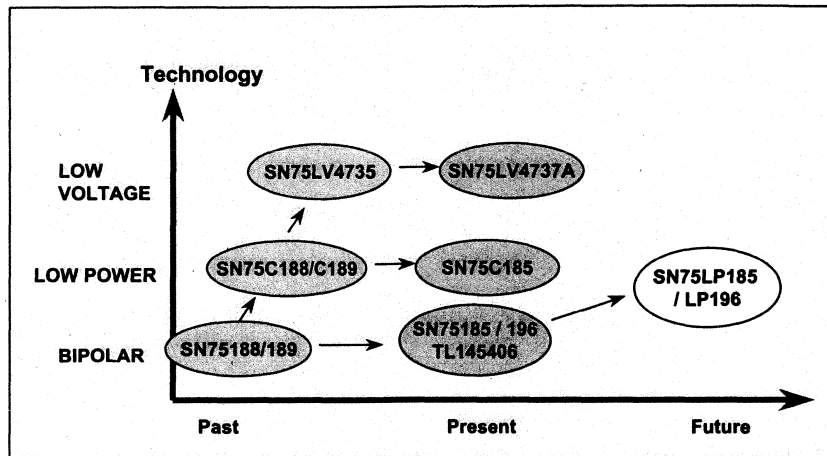 Technology
LOW
VOLTAGE
SN75LV4735
SN75LV4737A
LOW POWER
SN75C188/C189
SN75C185
SN75LP185
/ LP196
BIPOLAR
SN75188/189
SN75185 / 196
TL145406
Past
Present
Future